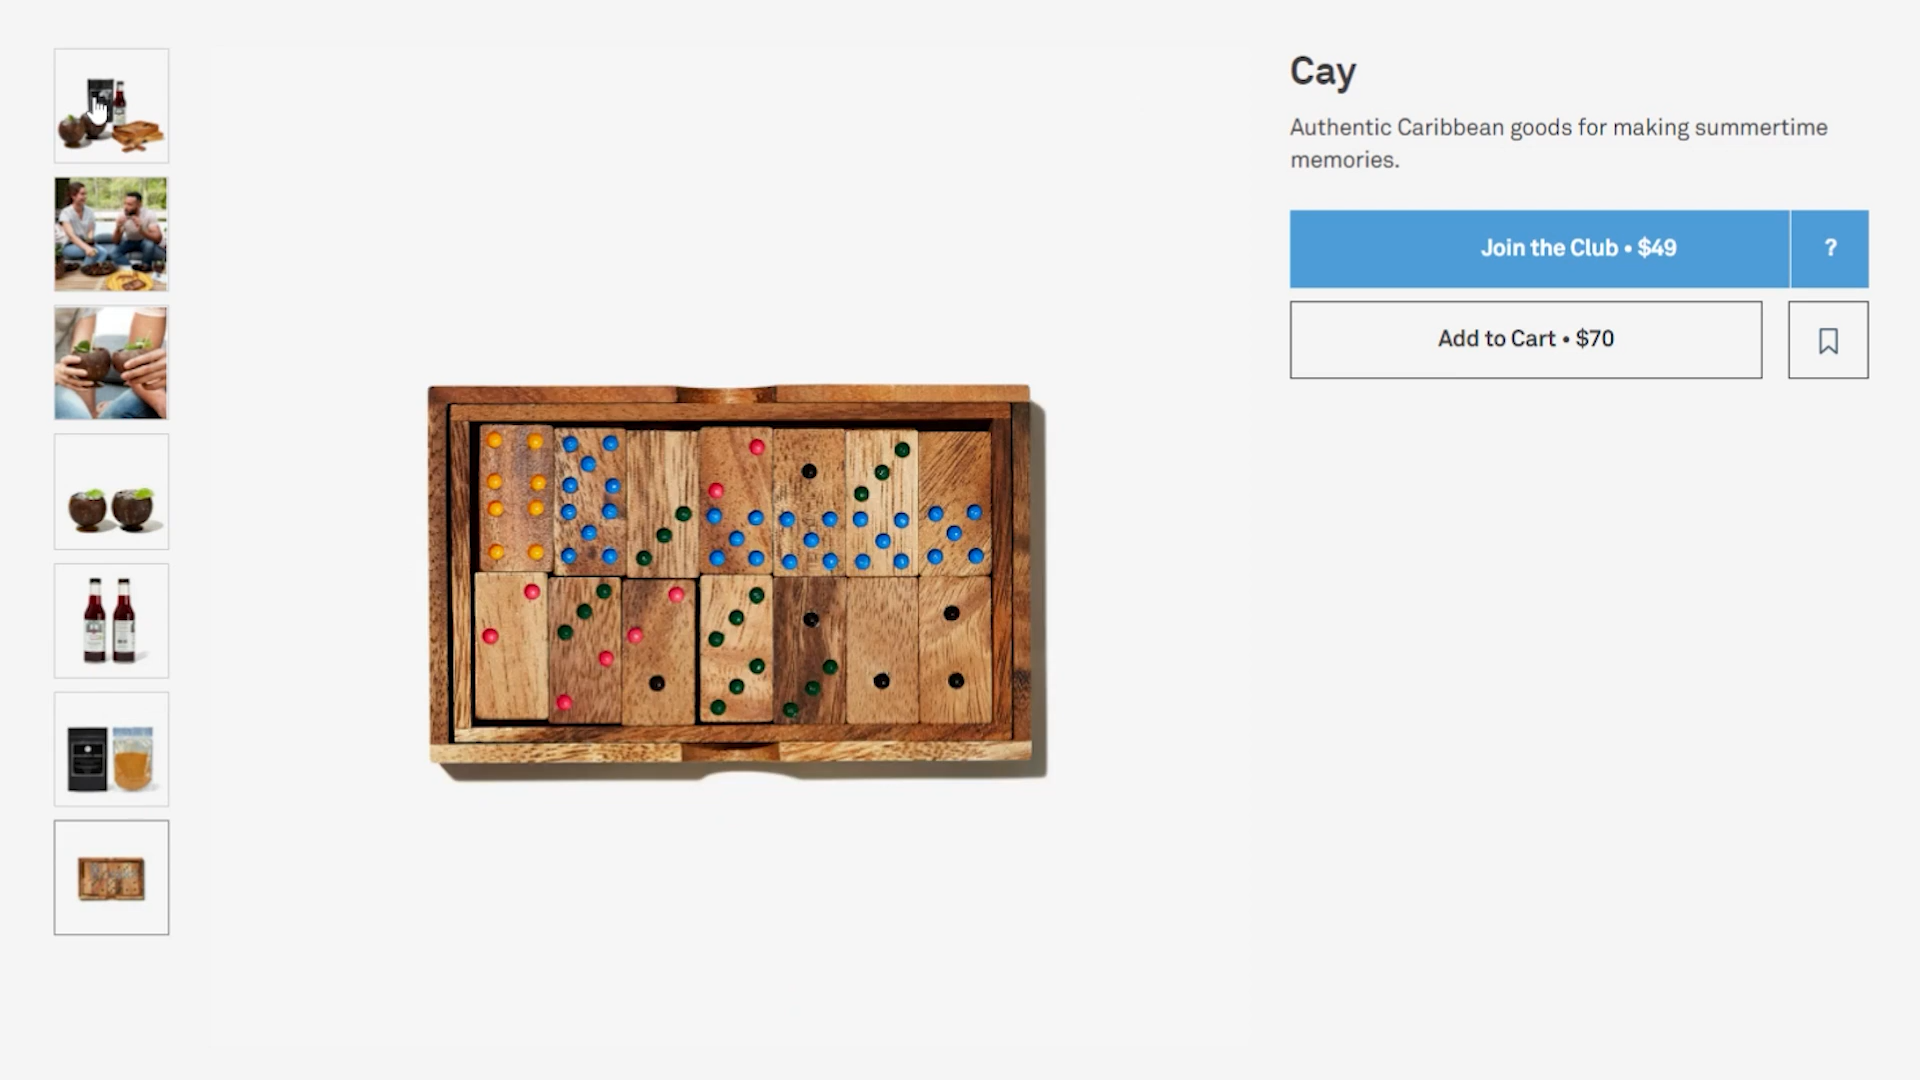 Cay
Authentic Caribbean goods for making summertime
memories.
Join the Club • $49
?
Add to Cart • $70